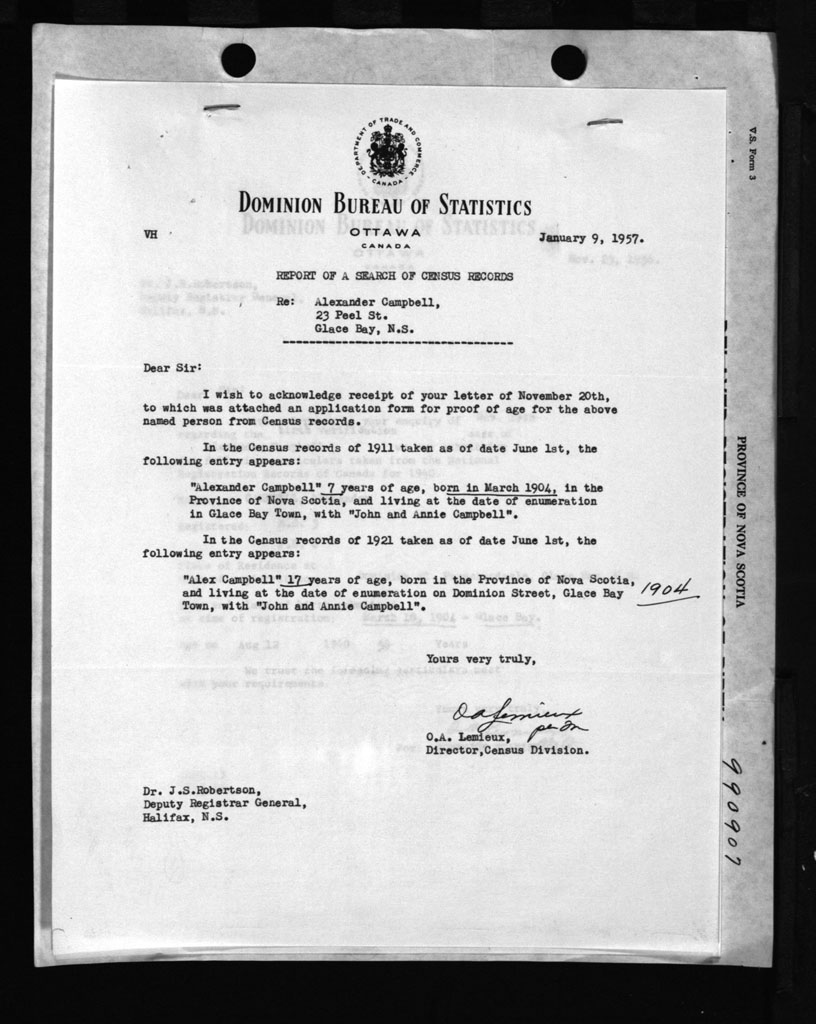 DEPARTMENT OF TRADE AND COMMERCE
CANADA
DOMINION BUREAU OF STATISTICS
OTTAWA
CANADA
VH
January 9, 1957.
REPORT OF A SEARCH OF CENSUS RECORDS
Re: Alexander Campbell,
23 Peel St.
Glace Bay, N.S.
Dear Sir:
I wish to acknowledge receipt of your letter of November 20th,
to which was attached an application form for proof of age for the above
named person from Census records.
In the Census records of 1911 taken as of date June 1st, the
following entry appears:
"Alexander Campbell" 7 years of age, born in March 1904, in the
Province of Nova Scotia, and living at the date of enumeration
in Glace Bay Town, with "John and Annie Campbell".
In the Census records of 1921 taken as of date June 1st, the
following entry appears:
"Alex Campbell" 17 years of age, born in the Province of Nova Scotia,
and living at the date of enumeration on Dominion Street, Glace Bay
Town, with "John and Annie Campbell".
1904
Yours very truly,
O A Lemieux
O.A. Lemieux,
Director,Census Division.
Dr. J.S.Robertson,
Deputy Registrar General,
Halifax, N.S.
V.S. Form 3
PROVINCE OF NOVA SCOTIA
990907